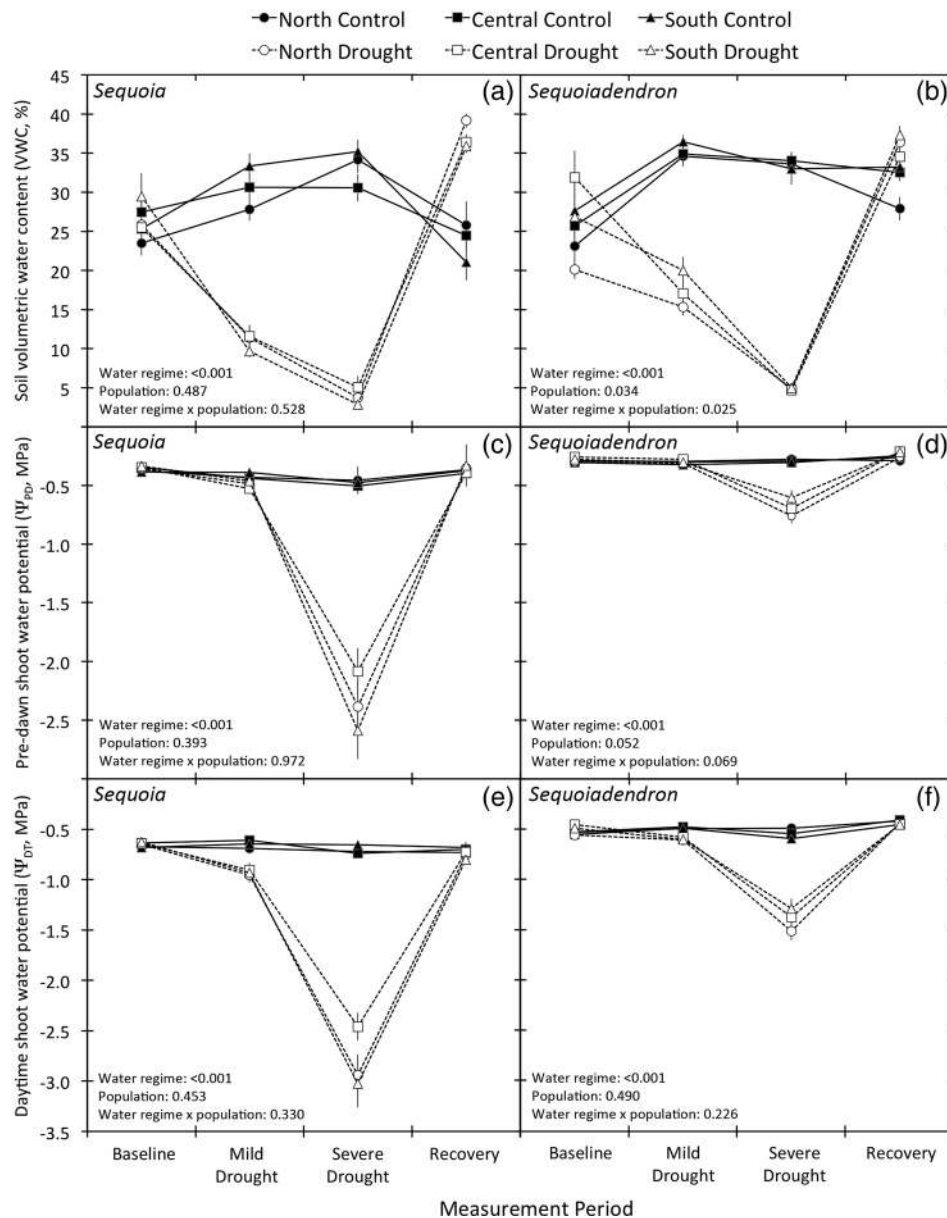 North Control Central Control South Control
North Drought Central Drought South Drought
Soil volumetric water content (VWC, %)
45
40
35
30
25
20
15
10
5
Sequoia (a)
Water regime: <0.001
Population: 0.487
Water regime x population: 0.528
Sequoiadendron (b)
Water regime: <0.001
Population: 0.034
Water regime x population: 0.025
Pre-dawn shoot water potential (Ψ_PD, MPa)
-0.5
-1.0
-1.5
-2.0
-2.5
Sequoia (c)
Water regime: <0.001
Population: 0.393
Water regime x population: 0.972
Sequoiadendron (d)
Water regime: <0.001
Population: 0.052
Water regime x population: 0.069
Daytime shoot water potential (Ψ_DT, MPa)
-0.5
-1.0
-1.5
-2.0
-2.5
-3.0
-3.5
Sequoia (e)
Water regime: <0.001
Population: 0.453
Water regime x population: 0.330
Sequoiadendron (f)
Water regime: <0.001
Population: 0.490
Water regime x population: 0.226
Baseline Mild Severe Recovery Baseline Mild Severe Recovery
Drought Drought Drought Drought
Measurement Period